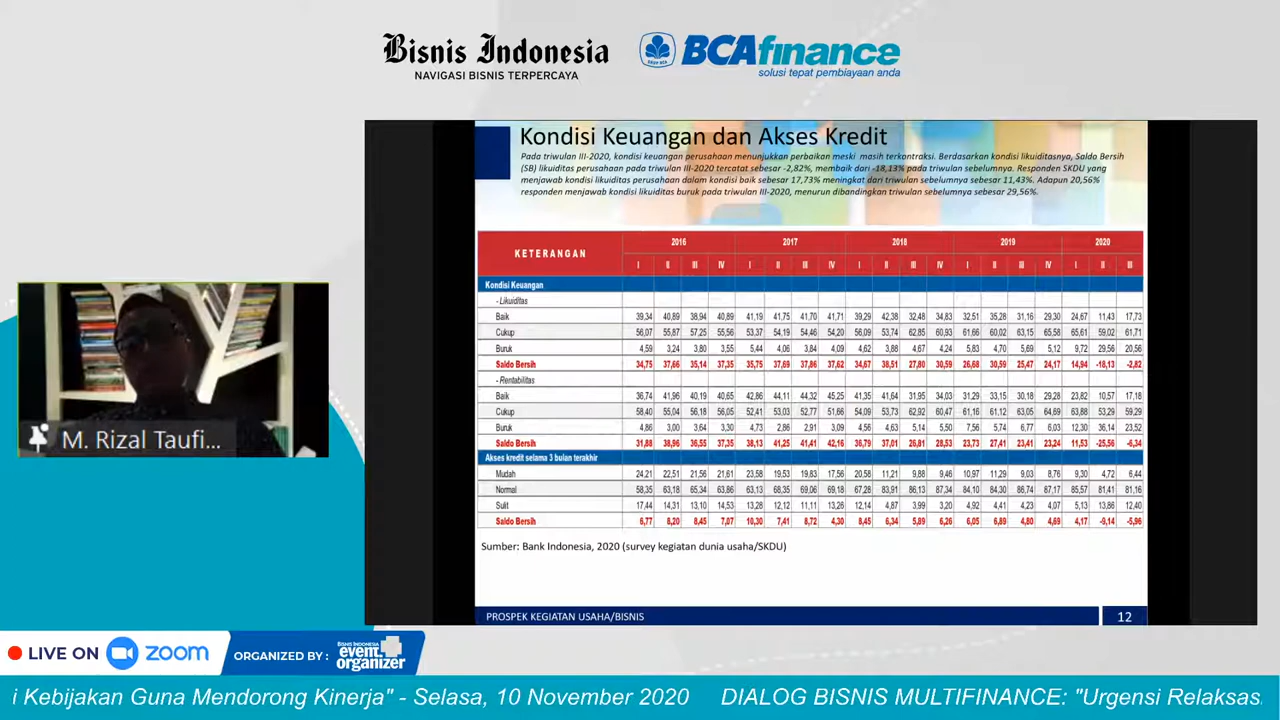 Bisnis Indonesia
NAVIGASI BISNIS TERPERCAYA
BCA finance
solusi tepat pembiayaan anda
Kondisi Keuangan dan Akses Kredit
Pada triwulan III-2020, kondisi keuangan perusahaan menunjukkan perbaikan meski masih terkontraksi. Berdasarkan kondisi likuiditasnya, Saldo Bersih
(SB) likuiditas perusahaan pada triwulan III-2020 tercatat sebesar -2,82%, membaik dari -18,13% pada triwulan sebelumnya. Responden SKDU yang
menjawab kondisi likuiditas perusahaan dalam kondisi baik sebesar 17,73% meningkat dari triwulan sebelumnya sebesar 11,43%. Adapun 20,56%
responden menjawab kondisi likuiditas buruk pada triwulan III-2020, menurun dibandingkan triwulan sebelumnya sebesar 29,56%.
KETERANGAN 2016 2017 2018 2019 2020
I II III IV I II III IV I II III IV I II III IV I II III
Kondisi Keuangan
- Likuiditas
Baik 39,34 40,89 38,94 40,89 41,19 41,75 41,70 41,71 39,29 42,38 32,48 34,83 32,51 35,28 31,16 29,30 24,67 11,43 17,73
Cukup 56,07 55,87 57,25 55,56 53,37 54,19 54,46 54,20 56,09 53,74 62,85 60,93 61,66 60,02 63,15 65,58 65,61 59,02 61,71
Buruk 4,59 3,24 3,80 3,55 5,44 4,06 3,84 4,09 4,62 3,88 4,67 4,24 5,83 4,70 5,69 5,12 9,72 29,56 20,56
Saldo Bersih 34,75 37,66 35,14 37,35 35,75 37,69 37,86 37,62 34,67 38,51 27,80 30,59 26,68 30,59 25,47 24,17 14,94 -18,13 -2,82
- Rentabilitas
Baik 36,74 41,96 40,19 40,65 42,86 44,11 44,32 45,25 41,35 41,64 31,95 34,03 31,29 33,15 30,18 29,28 23,82 10,57 17,18
Cukup 58,40 55,04 56,18 56,05 52,41 53,03 52,77 51,66 54,09 53,73 62,92 60,47 61,16 61,12 63,05 64,69 63,88 53,29 59,29
Buruk 4,86 3,00 3,64 3,30 4,73 2,86 2,91 3,09 4,56 4,63 5,14 5,50 7,56 5,74 6,77 6,03 12,30 36,14 23,52
Saldo Bersih 31,88 38,96 36,55 37,35 38,13 41,25 41,41 42,16 36,79 37,01 26,81 28,53 23,73 27,41 23,41 23,24 11,53 -25,56 -6,34
Akses kredit selama 3 bulan terakhir
Mudah 24,21 22,51 21,56 21,61 23,58 19,53 19,83 17,56 20,58 11,21 9,88 9,46 10,97 11,29 9,03 8,76 9,30 4,72 6,44
Normal 58,35 63,18 65,34 63,86 63,13 68,35 69,06 69,18 67,28 83,91 86,13 87,34 84,10 84,30 86,74 87,17 85,57 81,41 81,16
Sulit 17,44 14,31 13,10 14,53 13,28 12,12 11,11 13,26 12,14 4,87 3,99 3,20 4,92 4,41 4,23 4,07 5,13 13,86 12,40
Saldo Bersih 6,77 8,20 8,45 7,07 10,30 7,41 8,72 4,30 8,45 6,34 5,89 6,26 6,05 6,89 4,80 4,69 4,17 -9,14 -5,96
Sumber: Bank Indonesia, 2020 (survey kegiatan dunia usaha/SKDU)
PROSPEK KEGIATAN USAHA/BISNIS 12
M. Rizal Taufi...
LIVE ON zoom
ORGANIZED BY :
BISNIS INDONESIA
event
organizer
i Kebijakan Guna Mendorong Kinerja" - Selasa, 10 November 2020 DIALOG BISNIS MULTIFINANCE: "Urgensi Relaksas